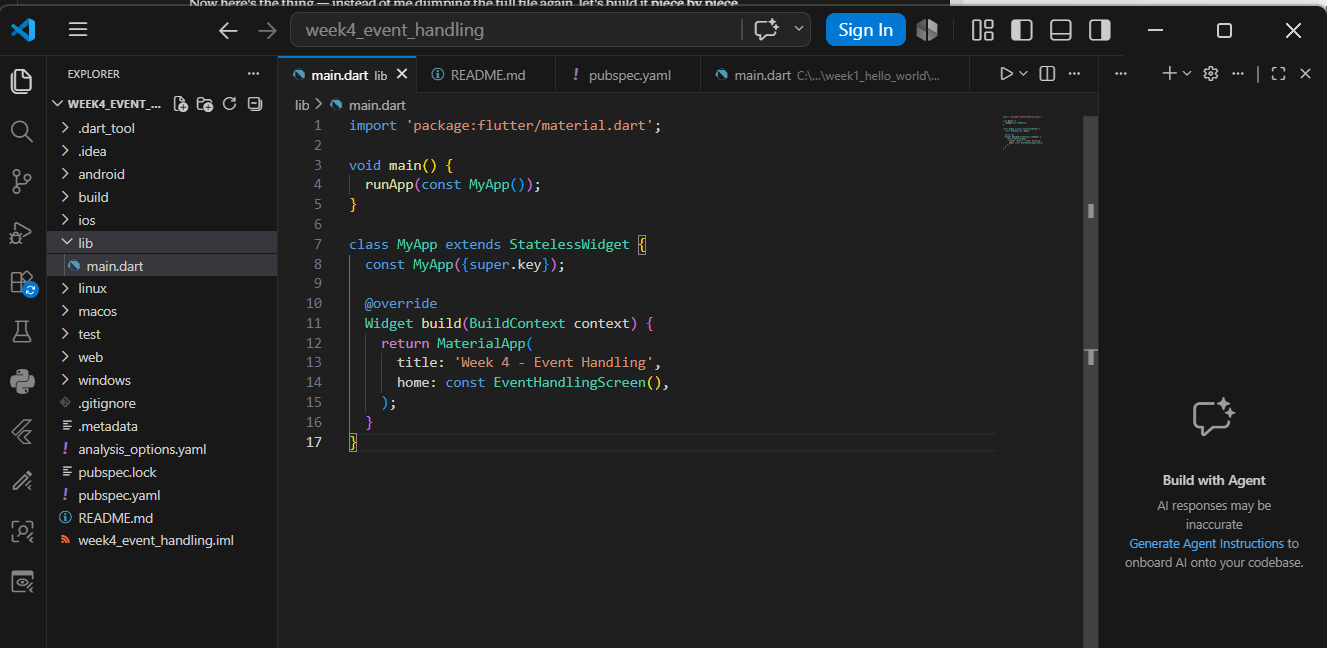 Now here's the thing — instead of me dumping the full file again, let's build it piece by piece
week4_event_handling
Sign In
EXPLORER
main.dart lib
README.md
pubspec.yaml
main.dart C:\...\week1_hello_world\...
WEEK4_EVENT_...
.dart_tool
.idea
android
build
ios
lib
main.dart
linux
macos
test
web
windows
.gitignore
.metadata
analysis_options.yaml
pubspec.lock
pubspec.yaml
README.md
week4_event_handling.iml
lib > main.dart
1 import 'package:flutter/material.dart';
2
3 void main() {
4 runApp(const MyApp());
5 }
6
7 class MyApp extends StatelessWidget {
8 const MyApp({super.key});
9
10 @override
11 Widget build(BuildContext context) {
12 return MaterialApp(
13 title: 'Week 4 - Event Handling',
14 home: const EventHandlingScreen(),
15 );
16 }
17 }
Build with Agent
AI responses may be
inaccurate
Generate Agent Instructions to
onboard AI onto your codebase.